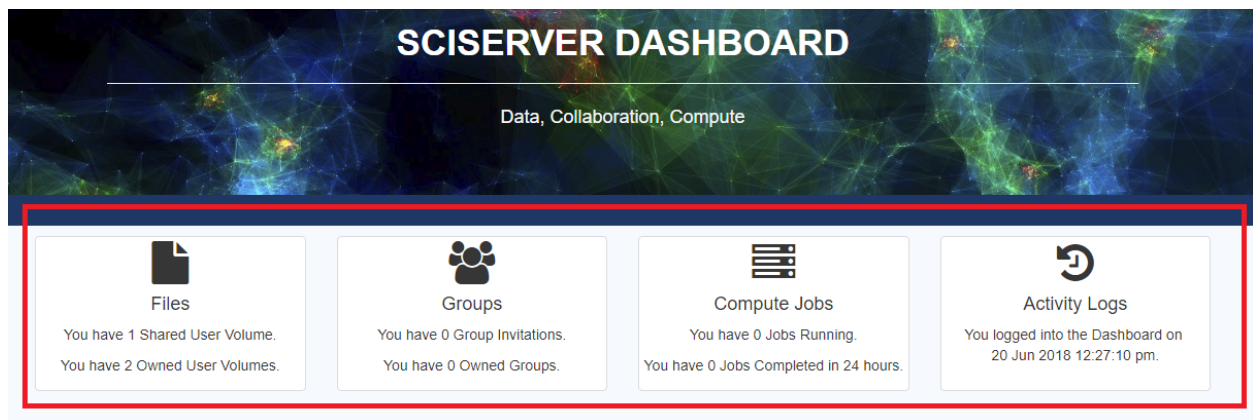 SCISERVER DASHBOARD
Data, Collaboration, Compute
Files
You have 1 Shared User Volume.
You have 2 Owned User Volumes.
Groups
You have 0 Group Invitations.
You have 0 Owned Groups.
Compute Jobs
You have 0 Jobs Running.
You have 0 Jobs Completed in 24 hours.
Activity Logs
You logged into the Dashboard on
20 Jun 2018 12:27:10 pm.